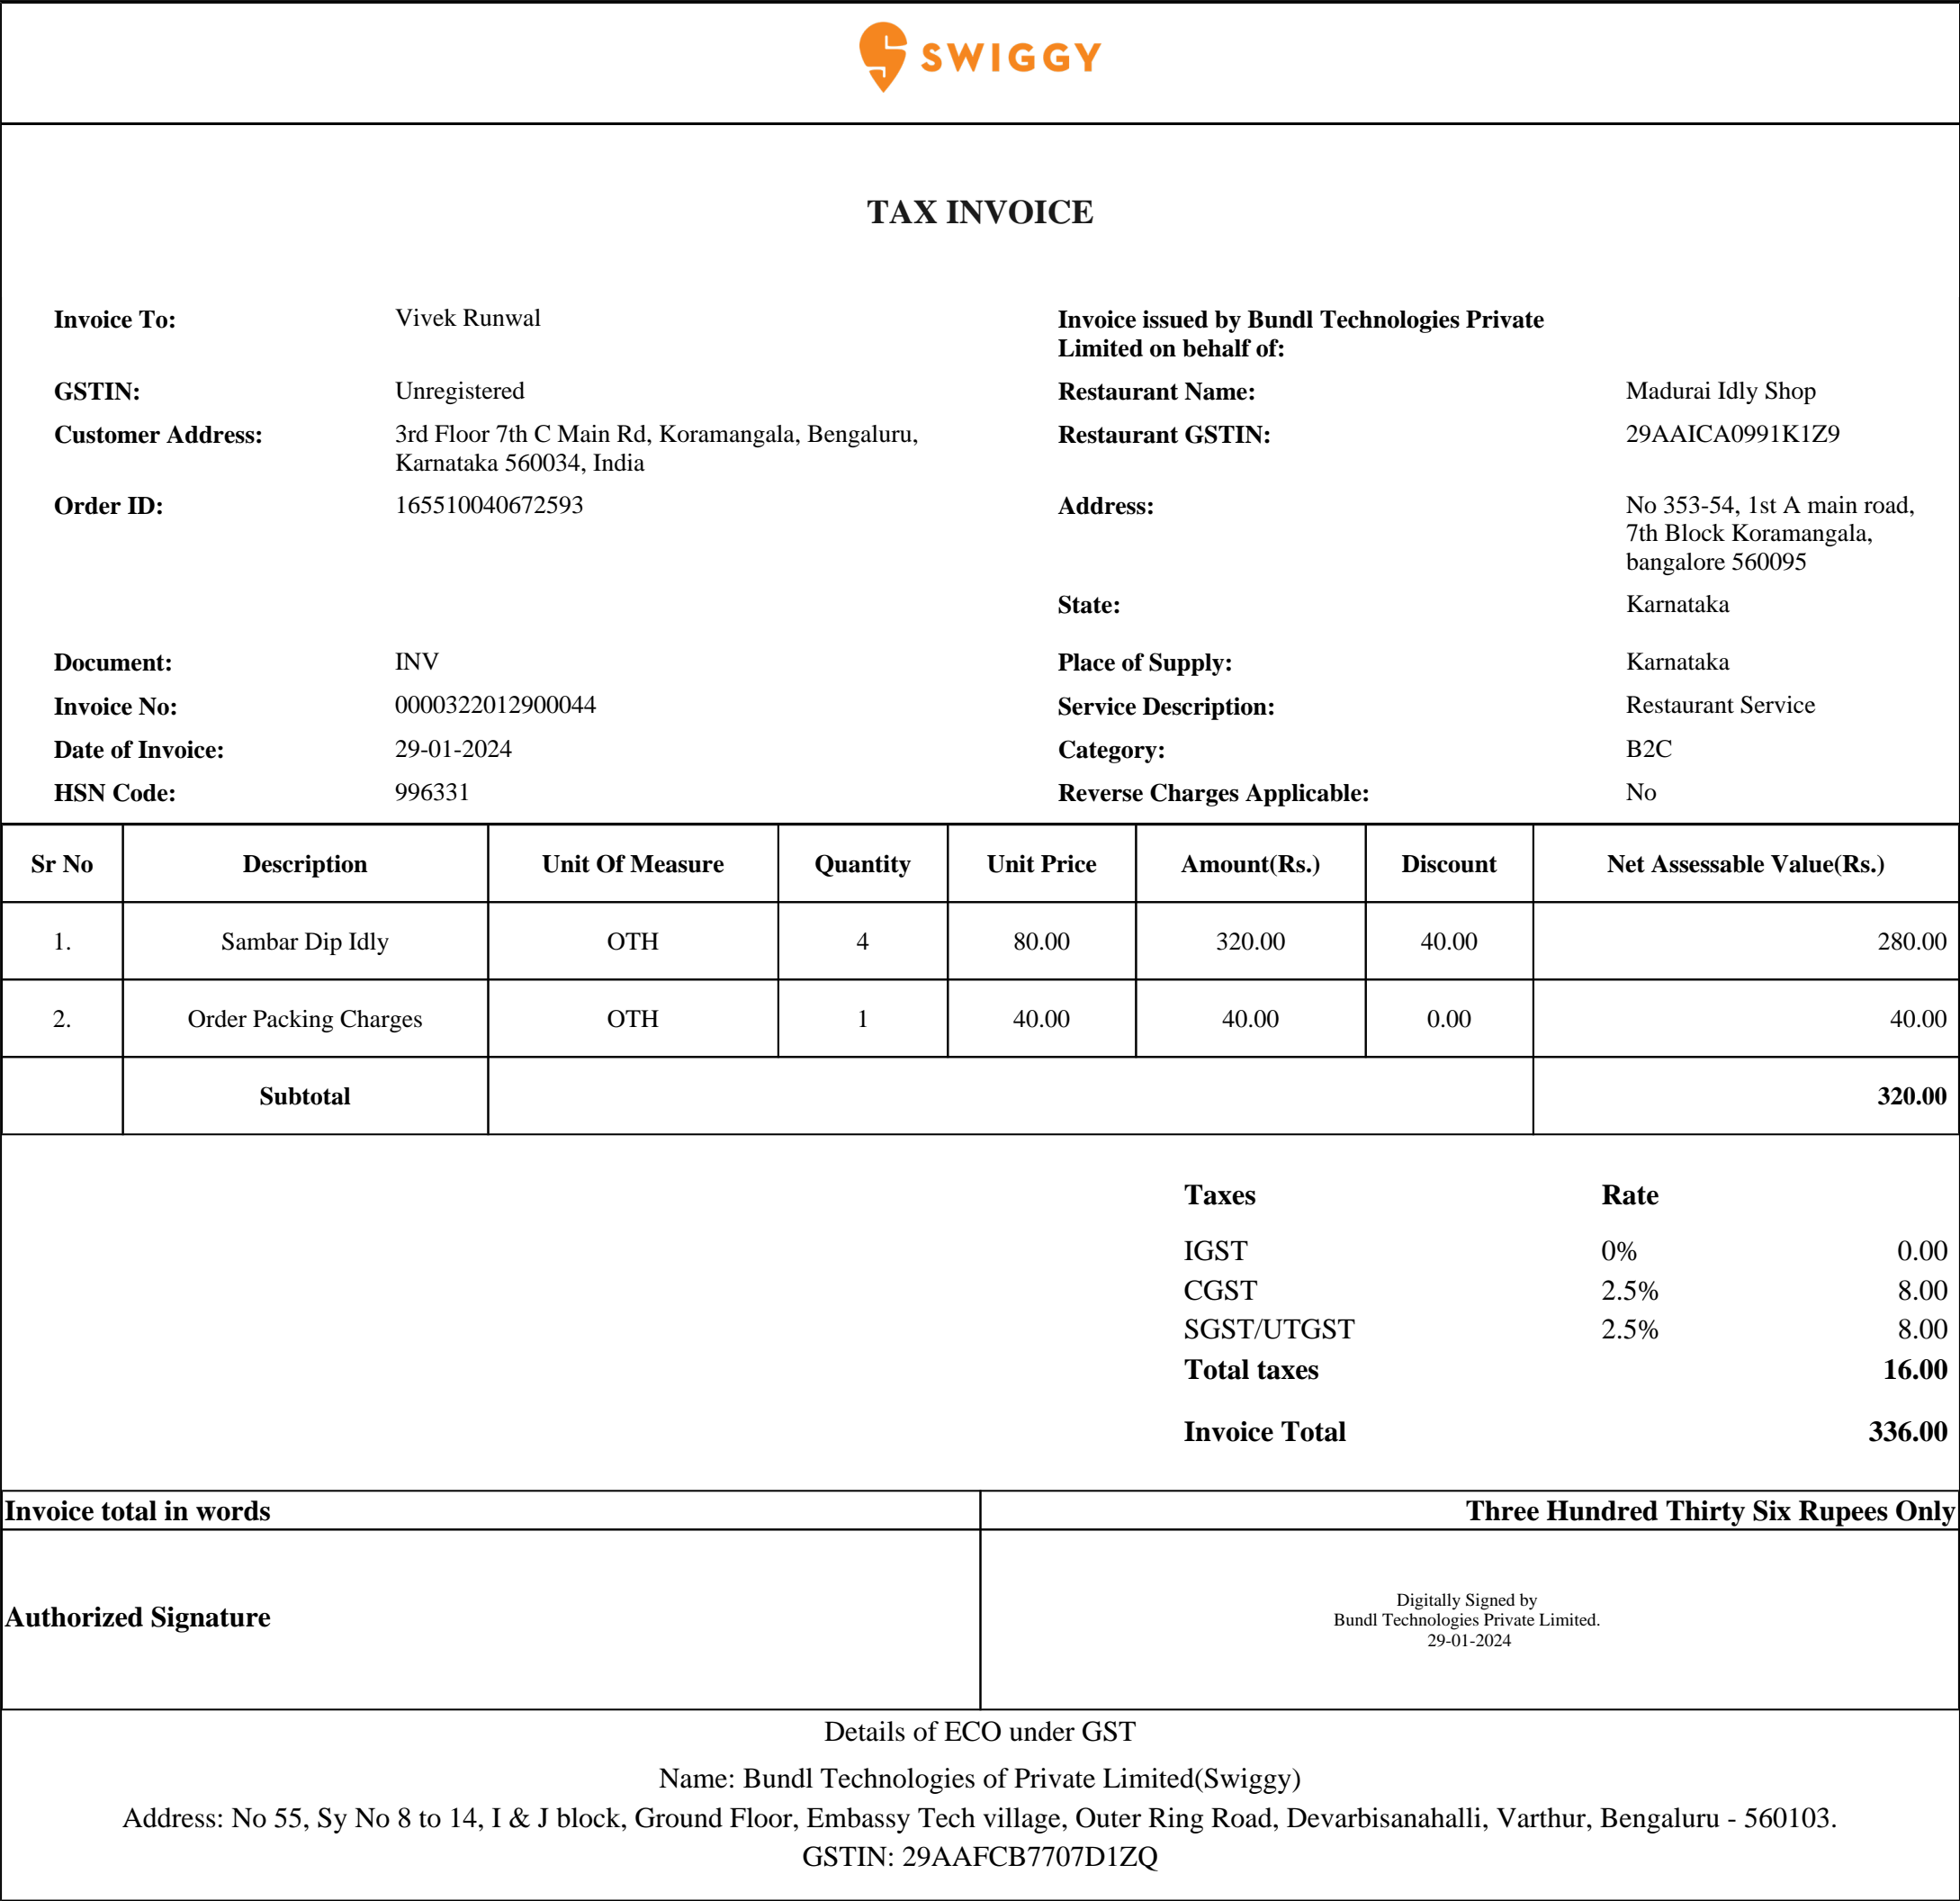 SWIGGY
TAX INVOICE
Invoice To: Vivek Runwal
Invoice issued by Bundl Technologies Private
Limited on behalf of:
GSTIN: Unregistered
Restaurant Name: Madurai Idly Shop
Customer Address: 3rd Floor 7th C Main Rd, Koramangala, Bengaluru,
Karnataka 560034, India
Restaurant GSTIN: 29AAICA0991K1Z9
Order ID: 165510040672593
Address: No 353-54, 1st A main road,
7th Block Koramangala,
bangalore 560095
State: Karnataka
Document: INV
Place of Supply: Karnataka
Invoice No: 0000322012900044
Service Description: Restaurant Service
Date of Invoice: 29-01-2024
Category: B2C
HSN Code: 996331
Reverse Charges Applicable: No
Sr No Description Unit Of Measure Quantity Unit Price Amount(Rs.) Discount Net Assessable Value(Rs.)
1. Sambar Dip Idly OTH 4 80.00 320.00 40.00 280.00
2. Order Packing Charges OTH 1 40.00 40.00 0.00 40.00
Subtotal 320.00
Taxes Rate
IGST 0% 0.00
CGST 2.5% 8.00
SGST/UTGST 2.5% 8.00
Total taxes 16.00
Invoice Total 336.00
Invoice total in words Three Hundred Thirty Six Rupees Only
Authorized Signature
Digitally Signed by
Bundl Technologies Private Limited.
29-01-2024
Details of ECO under GST
Name: Bundl Technologies of Private Limited(Swiggy)
Address: No 55, Sy No 8 to 14, I & J block, Ground Floor, Embassy Tech village, Outer Ring Road, Devarbisanahalli, Varthur, Bengaluru - 560103.
GSTIN: 29AAFCB7707D1ZQ